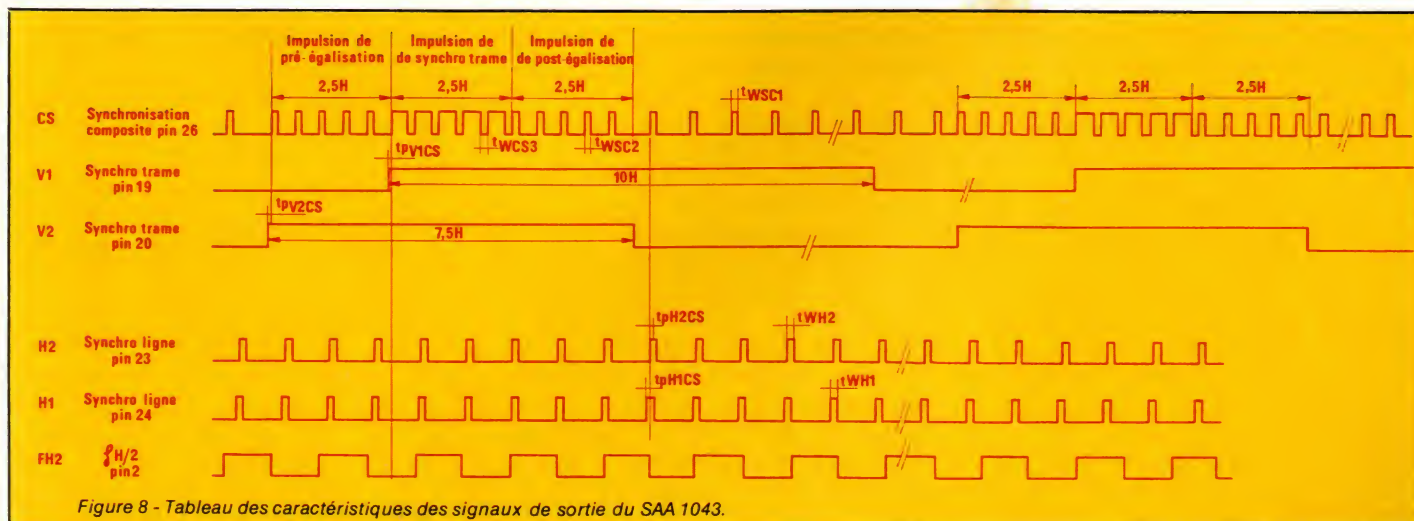 Impulsion de
pré-égalisation
Impulsion de
de synchro trame
Impulsion de
de post-égalisation
2,5H
2,5H
2,5H
2,5H
2,5H
2,5H
CS
Synchronisation
composite pin 26
tWSC1
tWCS3
tWSC2
tpV1CS
V1
Synchro trame
pin 19
10H
tpV2CS
V2
Synchro trame
pin 20
7,5H
tpH2CS
tWH2
H2
Synchro ligne
pin 23
tpH1CS
tWH1
H1
Synchro ligne
pin 24
FH2
fH/2
pin2
Figure 8 - Tableau des caractéristiques des signaux de sortie du SAA 1043.